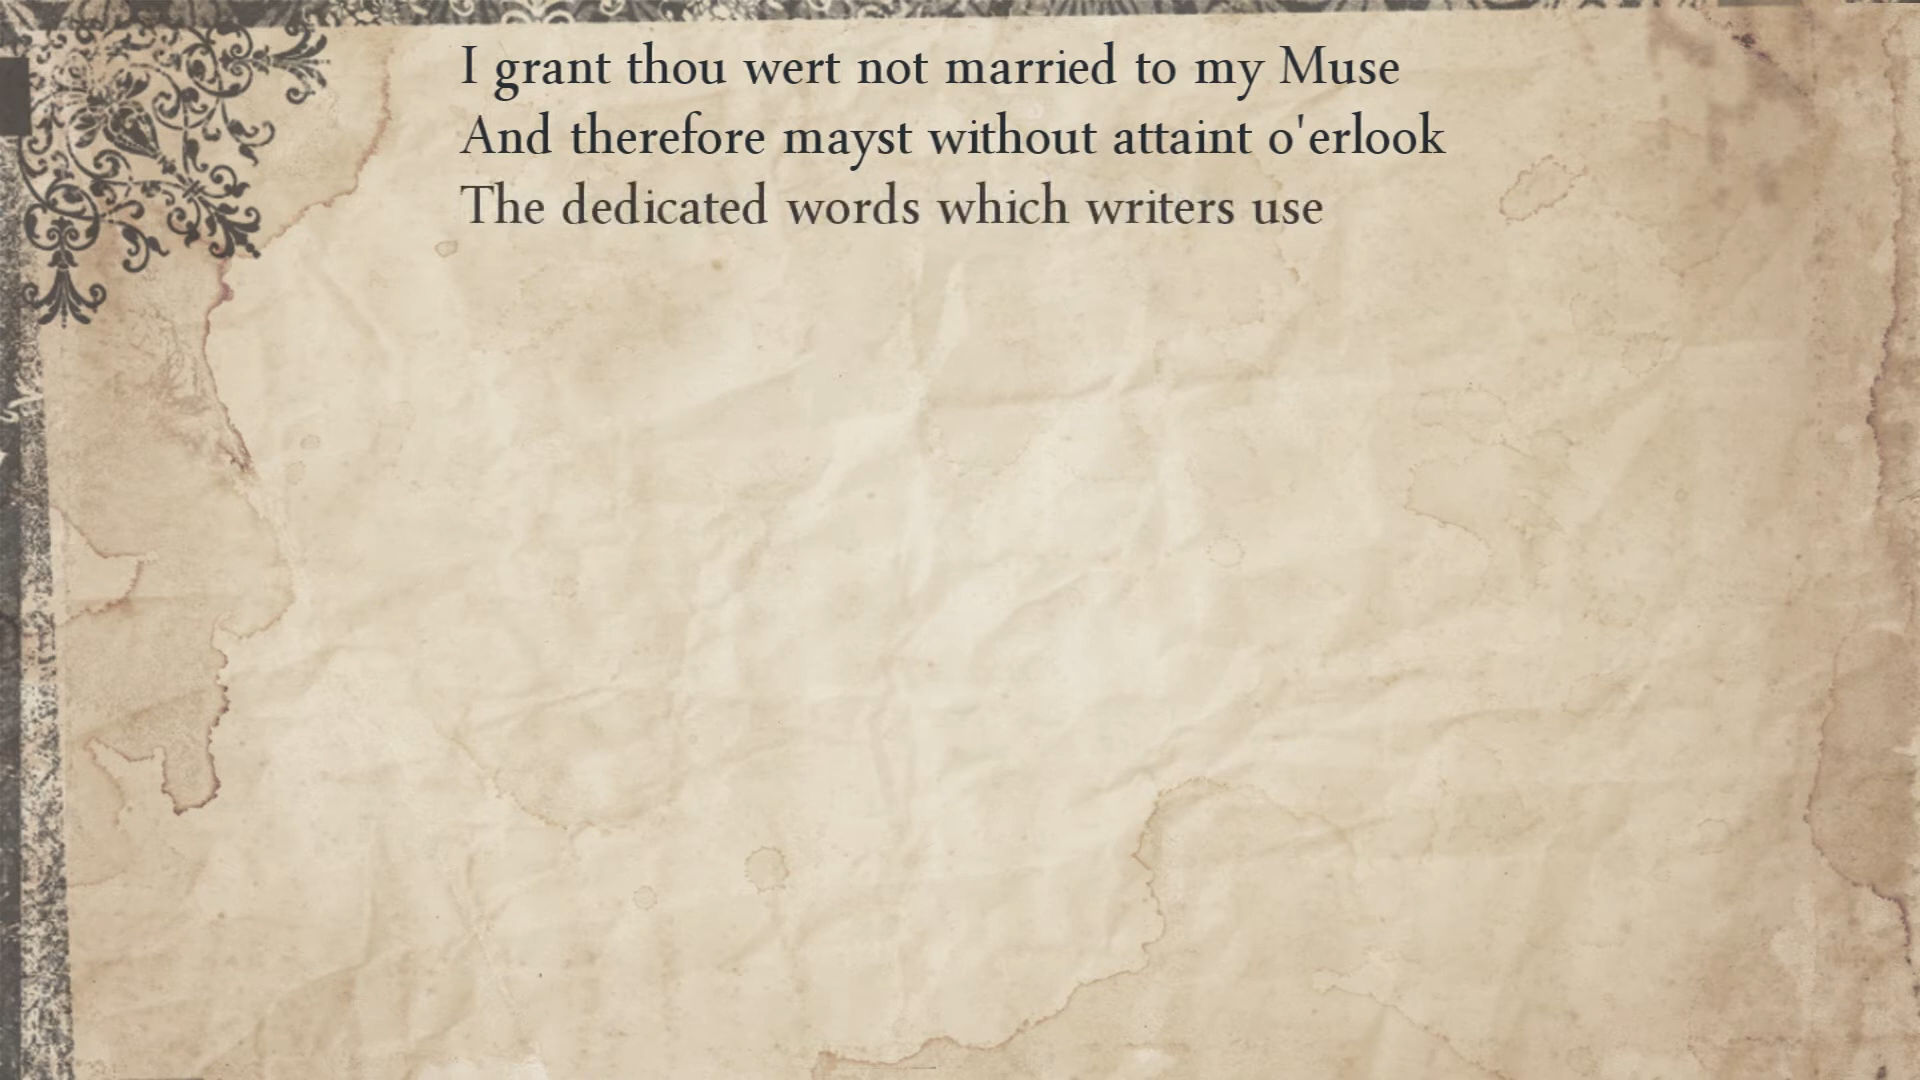 I grant thou wert not married to my Muse
And therefore mayst without attaint o'erlook
The dedicated words which writers use